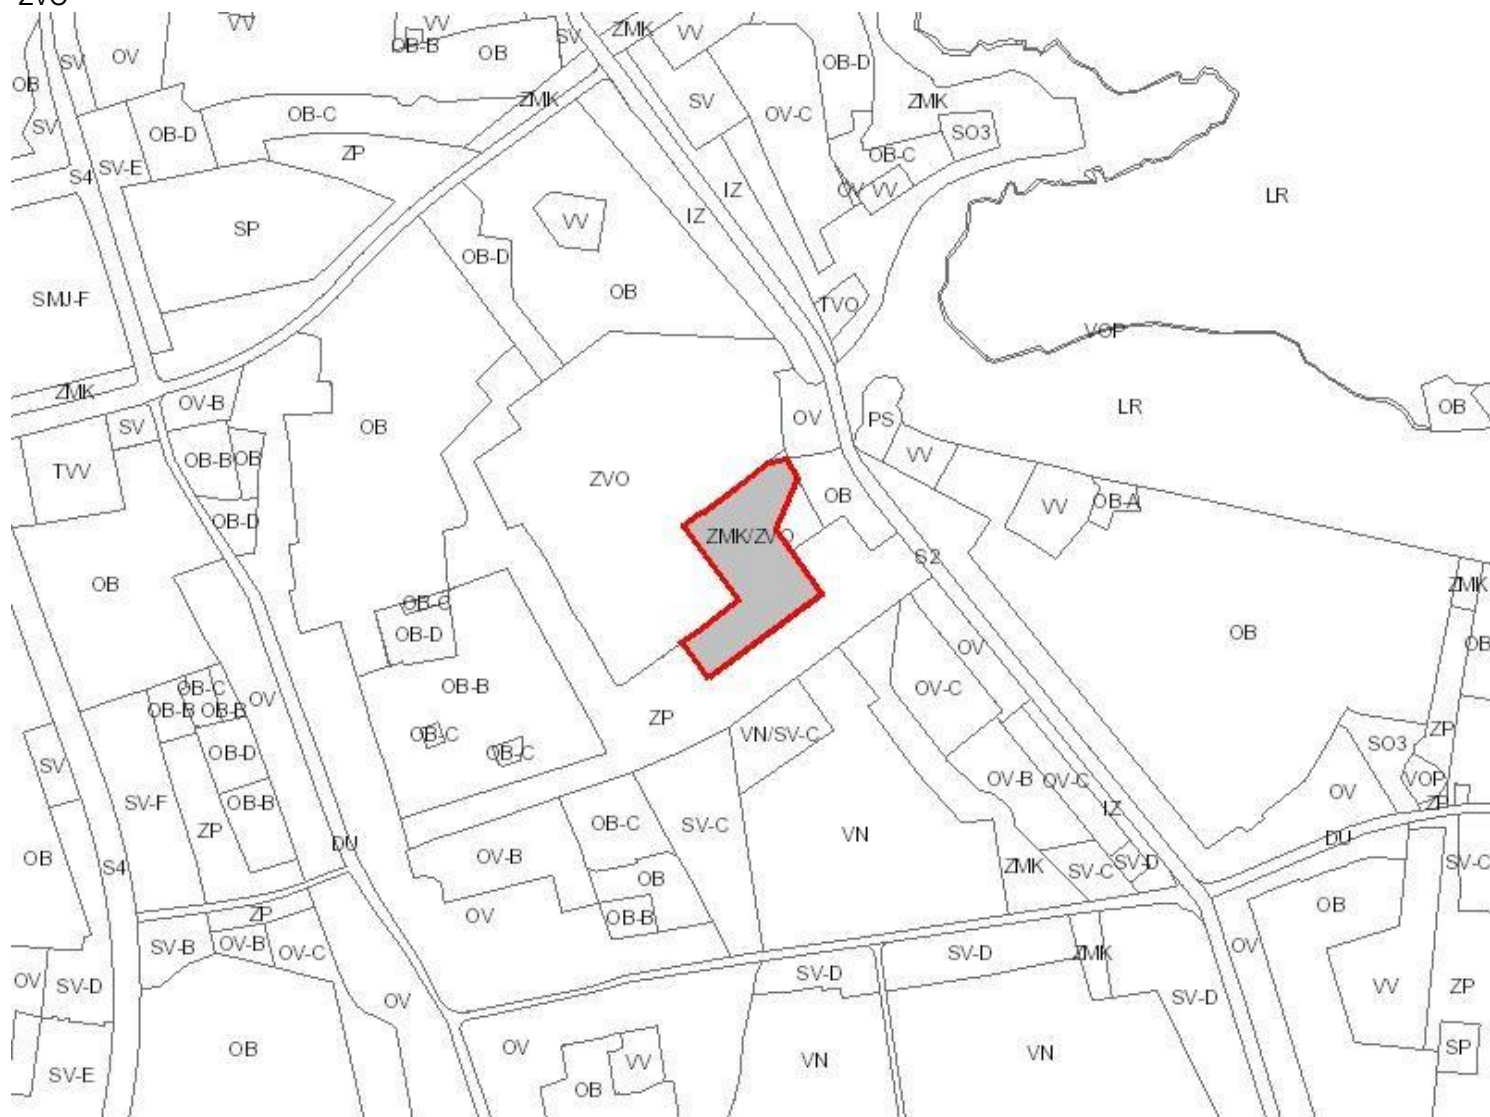 ZVO
VV
VV
ZMK
VV
SV
OV
SV
OB-B
OB
OB-D
OB
ZMK
SV
OV-C
ZMK
SV
OB-D
OB-C
SO3
ZP
OB-C
S4
SV-E
IZ
OV
VV
LR
SP
IZ
VV
OB-D
OB
SMJ-F
TVO
VOP
ZMK
OV-B
OB
OV
PS
LR
OB
SV
TVV
OB-B
OB
ZVO
VV
OB
VV
OB-A
OB-D
ZMK/ZVO
S2
OB
OB-C
OB-D
ZMK
OB
OB
OV
OB-B
OB-C
OB-B
OB-B
OV
OV-C
ZP
OB-C
OB-C
VN/SV-C
ZP
SO3
SV
OB-D
OV-B
OV-C
VOP
OV
SV-F
OB-B
ZP
IZ
ZP
OB-C
SV-C
VN
DU
DU
OB
S4
OV-B
ZMK
SV-C
SV-D
SV-C
OB
OB
ZP
OV
OB-B
SV-B
OV-B
OV-C
OV
SV-D
SV-D
ZMK
OV
SV-D
OV
SV-D
VV
ZP
OB
OV
VV
VN
VN
SP
SV-E
OB